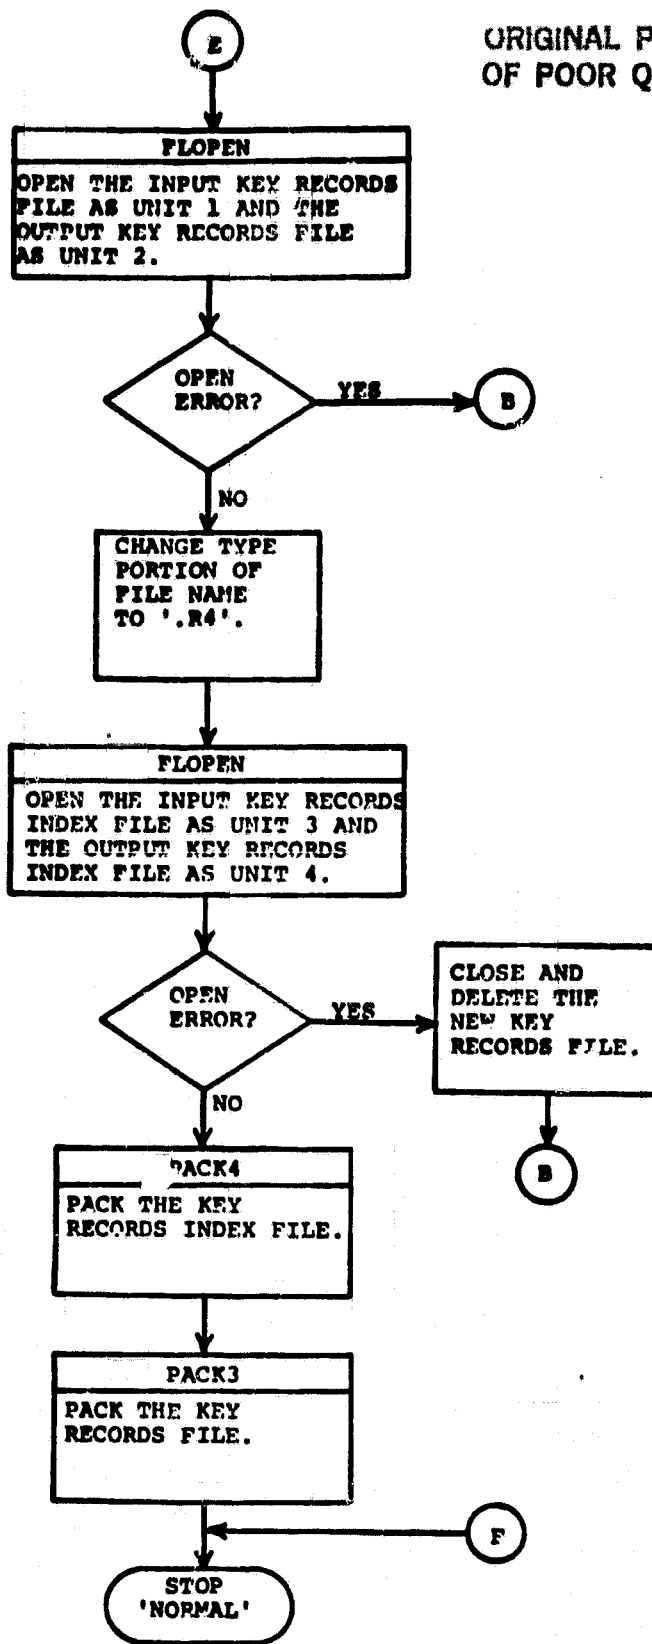 E
ORIGINAL P
OF POOR Q
FLOPEN
OPEN THE INPUT KEY RECORDS
FILE AS UNIT 1 AND THE
OUTPUT KEY RECORDS FILE
AS UNIT 2.
OPEN
ERROR?
YES
B
NO
CHANGE TYPE
PORTION OF
FILE NAME
TO '.R4'.
FLOPEN
OPEN THE INPUT KEY RECORDS
INDEX FILE AS UNIT 3 AND
THE OUTPUT KEY RECORDS
INDEX FILE AS UNIT 4.
OPEN
ERROR?
YES
CLOSE AND
DELETE THE
NEW KEY
RECORDS FILE.
B
NO
PACK4
PACK THE KEY
RECORDS INDEX FILE.
PACK3
PACK THE KEY
RECORDS FILE.
F
STOP
'NORMAL'